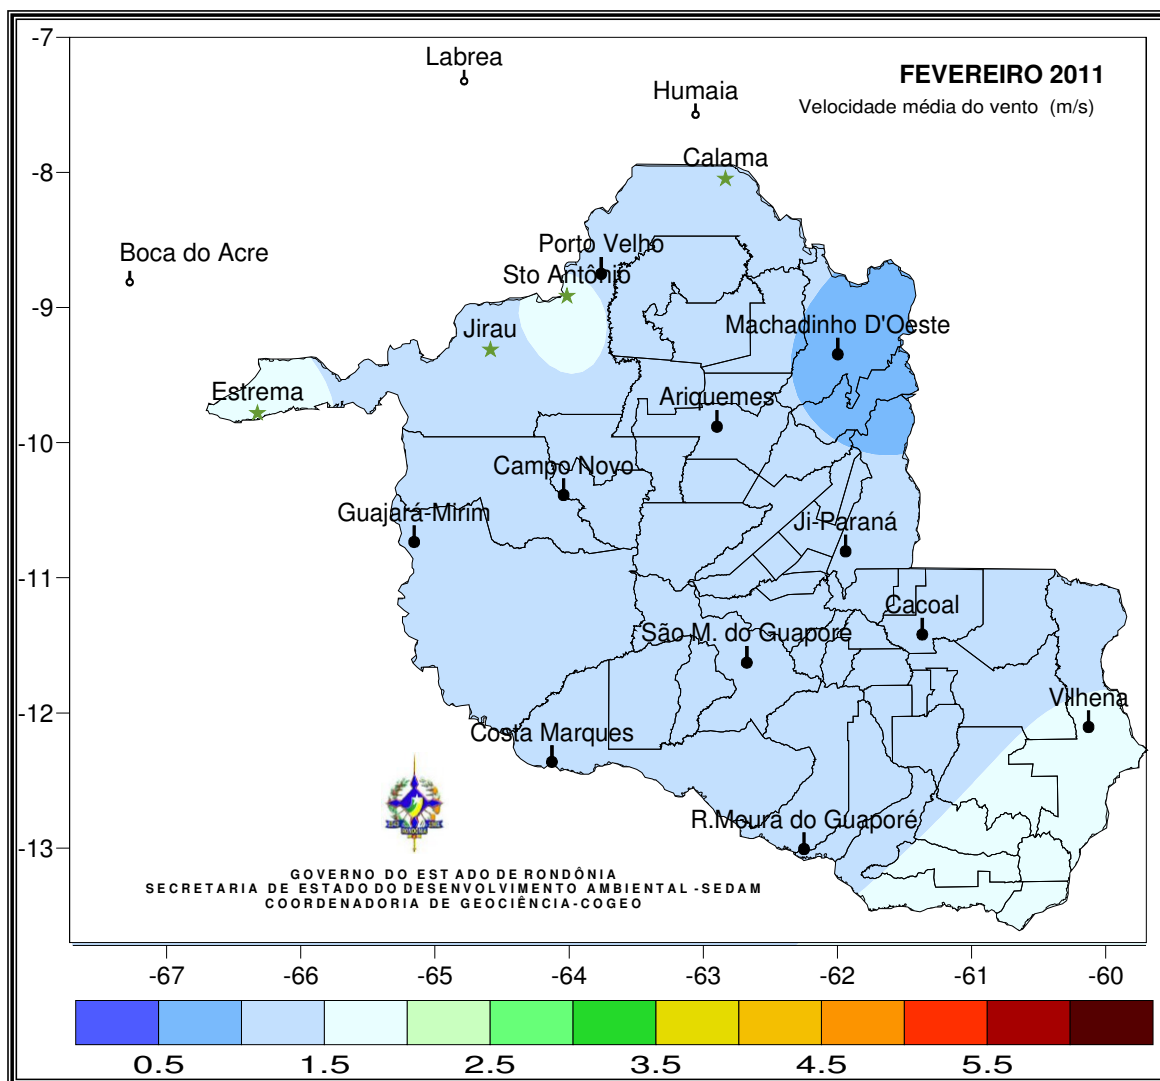 -7
Labrea
FEVEREIRO 2011
Humaia
Velocidade média do vento (m/s)
Calama
-8
Porto Velho
Boca do Acre
Sto Antônio
-9
Machadinho D'Oeste
Jirau
Estrema
Ariquemes
-10
Campo Novo
Guajará-Mirim
Ji-Paraná
-11
Cacoal
São M. do Guaporé
Vilhena
-12
Costa Marques
R.Moura do Guaporé
-13
GOVERNO DO ESTADO DE RONDÔNIA
SECRETARIA DE ESTADO DO DESENVOLVIMENTO AMBIENTAL -SEDAM
COORDENADORIA DE GEOCIÊNCIA-COGEO
-67 -66 -65 -64 -63 -62 -61 -60
0.5 1.5 2.5 3.5 4.5 5.5